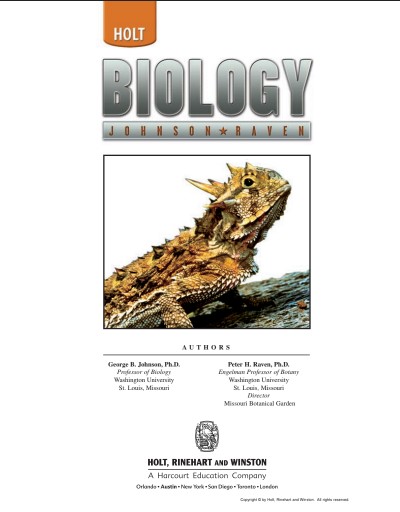 HOLT
BIOLOGY
JOHNSON★RAVEN
AUTHORS
George B. Johnson, Ph.D.
Professor of Biology
Washington University
St. Louis, Missouri
Peter H. Raven, Ph.D.
Engelman Professor of Botany
Washington University
St. Louis, Missouri
Director
Missouri Botanical Garden
HOLT, RINEHART AND WINSTON
A Harcourt Education Company
Orlando • Austin • New York • San Diego • Toronto • London
Copyright © by Holt, Rinehart and Winston. All rights reserved.